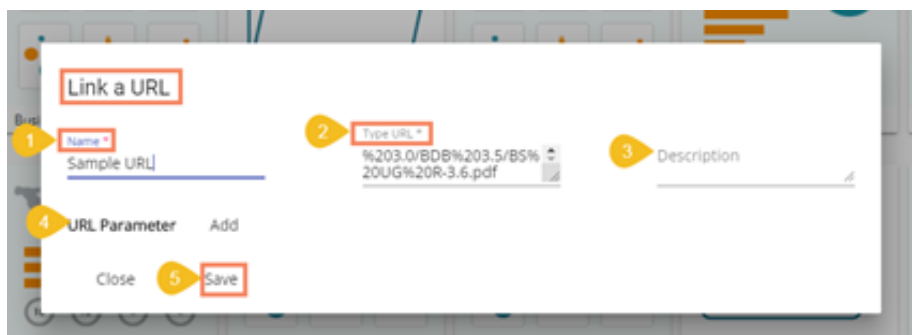 Link a URL
1 Name *
Sample URL
2 Type URL *
%203.0/BDB%203.5/BS%
20UG%20R-3.6.pdf
3 Description
4 URL Parameter Add
Close 5 Save